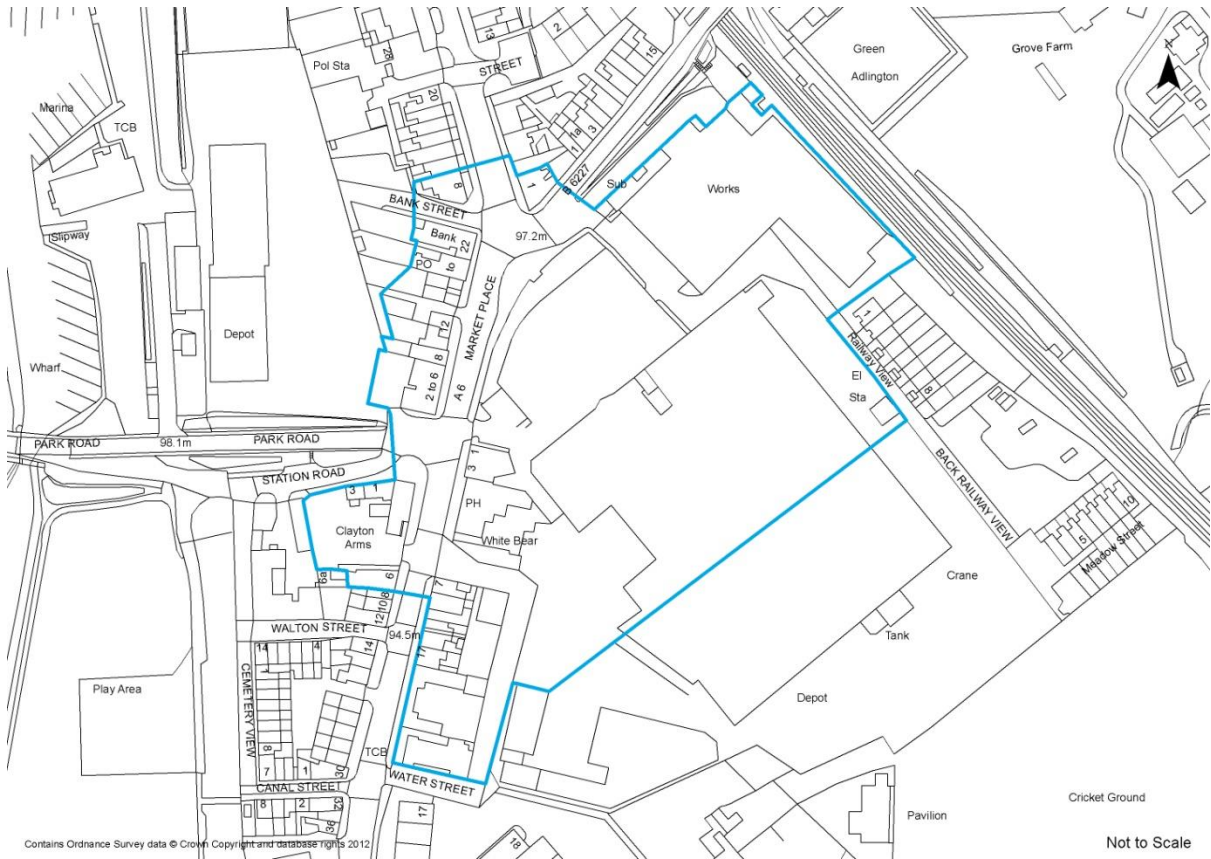 13
2
Green
Adlington
Grove Farm
28
Pol Sta
STREET
15
20
Marina
TCB
1a
3
1
8
1
B 6227
Sub
Works
BANK STREET
Bank
22
97.2m
Slipway
PO
to
MARKET PLACE
12
1
Railway View
Depot
8
El
Sta
8
Wharf
2 to 6
A 6
PARK ROAD
98.1m
PARK ROAD
STATION ROAD
1
3
BACK RAILWAY VIEW
3
1
PH
Clayton
Arms
White Bear
10
5
Meadow Street
6a
6
7
Crane
8
10
12
WALTON STREET
94.5m
Tank
14
4
14
17
Play Area
CEMETERY VIEW
Depot
8
TCB
7
1
30
WATER STREET
CANAL STREET
8
2
Cricket Ground
17
36
Pavilion
18
Contains Ordnance Survey data © Crown Copyright and database rights 2012
Not to Scale